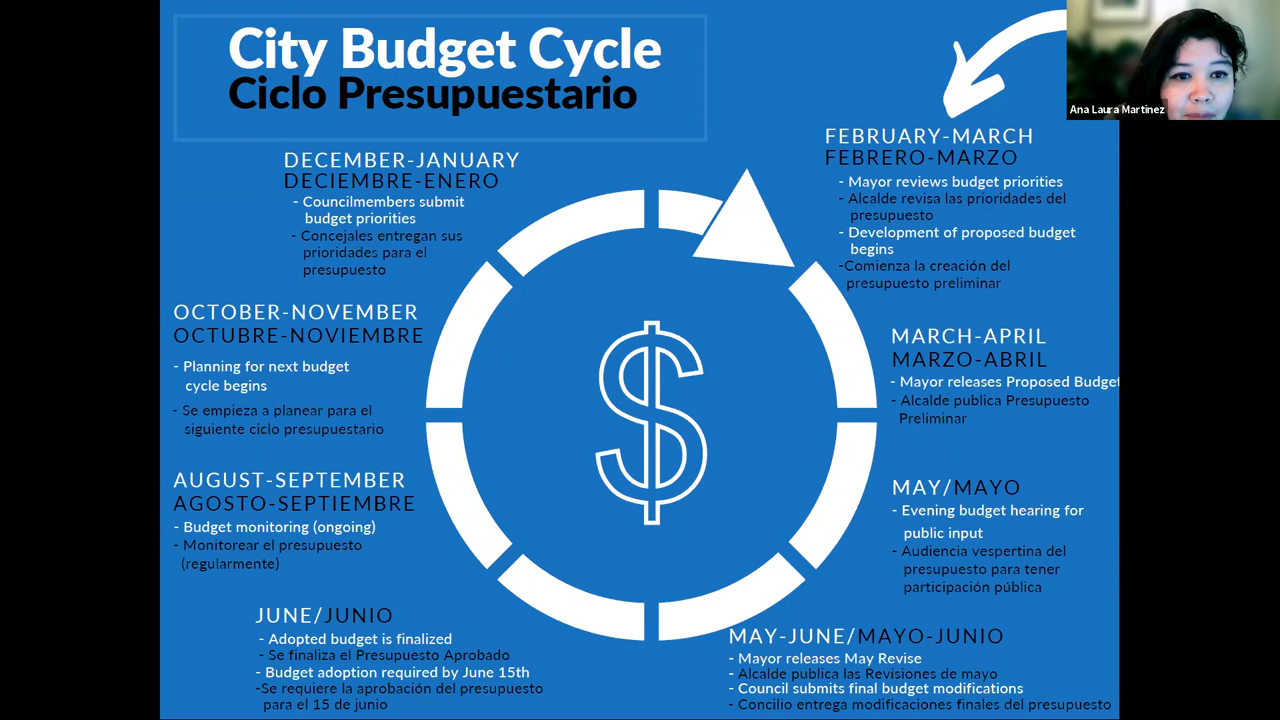 City Budget Cycle
Ciclo Presupuestario
Ana Laura Martinez
FEBRUARY-MARCH
FEBRERO-MARZO
- Mayor reviews budget priorities
- Alcalde revisa las prioridades del
presupuesto
- Development of proposed budget
begins
-Comienza la creación del
presupuesto preliminar
MARCH-APRIL
MARZO-ABRIL
- Mayor releases Proposed Budget
- Alcalde publica Presupuesto
Preliminar
MAY/MAYO
- Evening budget hearing for
public input
- Audiencia vespertina del
presupuesto para tener
participación pública
MAY-JUNE/MAYO-JUNIO
- Mayor releases May Revise
- Alcalde publica las Revisiones de mayo
- Council submits final budget modifications
- Concilio entrega modificaciones finales del presupuesto
JUNE/JUNIO
- Adopted budget is finalized
- Se finaliza el Presupuesto Aprobado
- Budget adoption required by June 15th
-Se requiere la aprobación del presupuesto
para el 15 de junio
AUGUST-SEPTEMBER
AGOSTO-SEPTIEMBRE
- Budget monitoring (ongoing)
- Monitorear el presupuesto
(regularmente)
OCTOBER-NOVEMBER
OCTUBRE-NOVIEMBRE
- Planning for next budget
cycle begins
- Se empieza a planear para el
siguiente ciclo presupuestario
DECEMBER-JANUARY
DECIEMBRE-ENERO
- Councilmembers submit
budget priorities
- Concejales entregan sus
prioridades para el
presupuesto
$